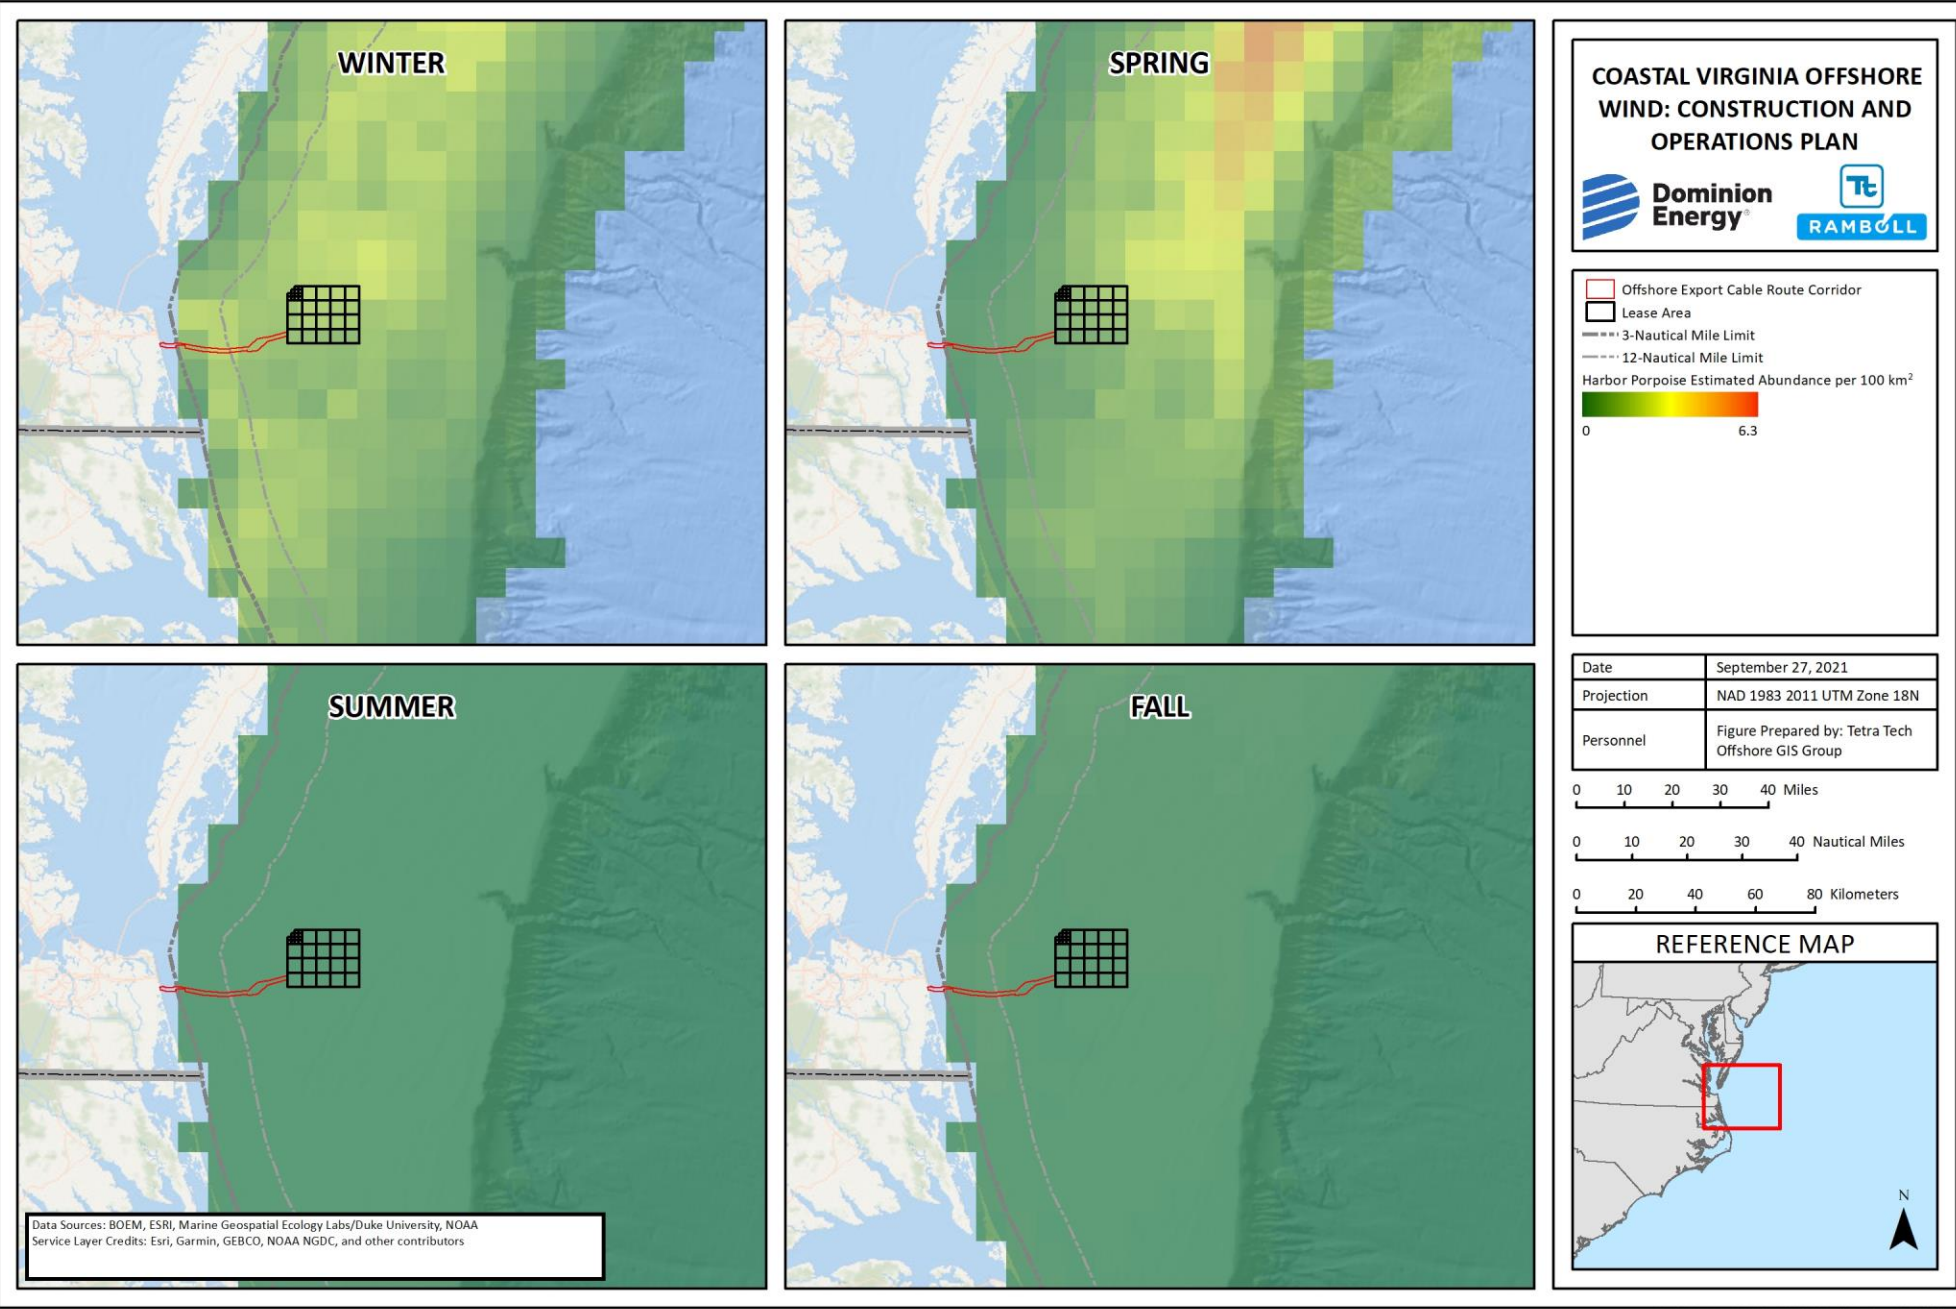 WINTER
SPRING
SUMMER
FALL
Data Sources: BOEM, ESRI, Marine Geospatial Ecology Labs/Duke University, NOAA
Service Layer Credits: Esri, Garmin, GEBCO, NOAA NGDC, and other contributors
COASTAL VIRGINIA OFFSHORE
WIND: CONSTRUCTION AND
OPERATIONS PLAN
Dominion
Energy®
Tt
RAMBOLL
Offshore Export Cable Route Corridor
Lease Area
3-Nautical Mile Limit
12-Nautical Mile Limit
Harbor Porpoise Estimated Abundance per 100 km²
0 6.3
Date September 27, 2021
Projection NAD 1983 2011 UTM Zone 18N
Personnel Figure Prepared by: Tetra Tech
Offshore GIS Group
0 10 20 30 40 Miles
0 10 20 30 40 Nautical Miles
0 20 40 60 80 Kilometers
REFERENCE MAP
N